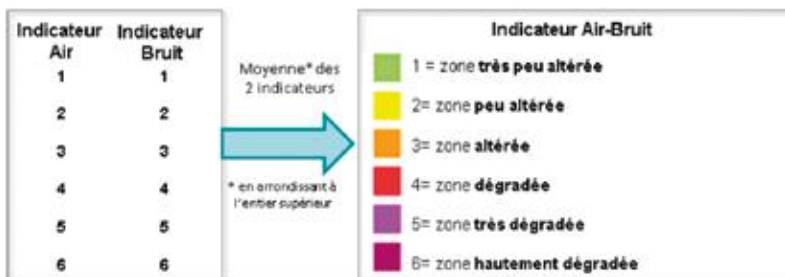 Indicateur Indicateur
Air Bruit
1 1
2 2
3 3
4 4
5 5
6 6
Moyenne* des
2 indicateurs
* en arrondissant à
l'entier supérieur
Indicateur Air-Bruit
1 = zone très peu altérée
2= zone peu altérée
3= zone altérée
4= zone dégradée
5= zone très dégradée
6= zone hautement dégradée